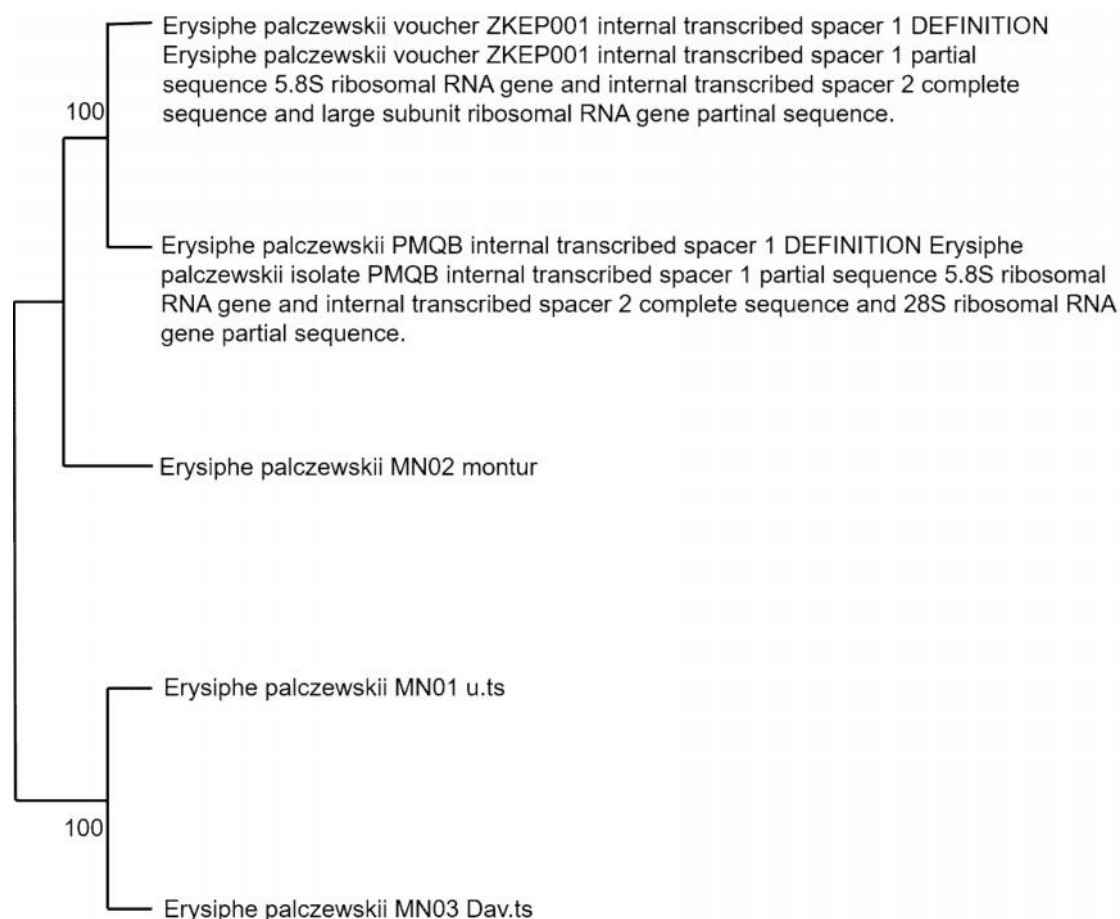 Erysiphe palczewskii voucher ZKEP001 internal transcribed spacer 1 DEFINITION
Erysiphe palczewskii voucher ZKEP001 internal transcribed spacer 1 partial
sequence 5.8S ribosomal RNA gene and internal transcribed spacer 2 complete
sequence and large subunit ribosomal RNA gene partinal sequence.
100
Erysiphe palczewskii PMQB internal transcribed spacer 1 DEFINITION Erysiphe
palczewskii isolate PMQB internal transcribed spacer 1 partial sequence 5.8S ribosomal
RNA gene and internal transcribed spacer 2 complete sequence and 28S ribosomal RNA
gene partial sequence.
Erysiphe palczewskii MN02 montur
Erysiphe palczewskii MN01 u.ts
100
Erysiphe palczewskii MN03 Dav.ts